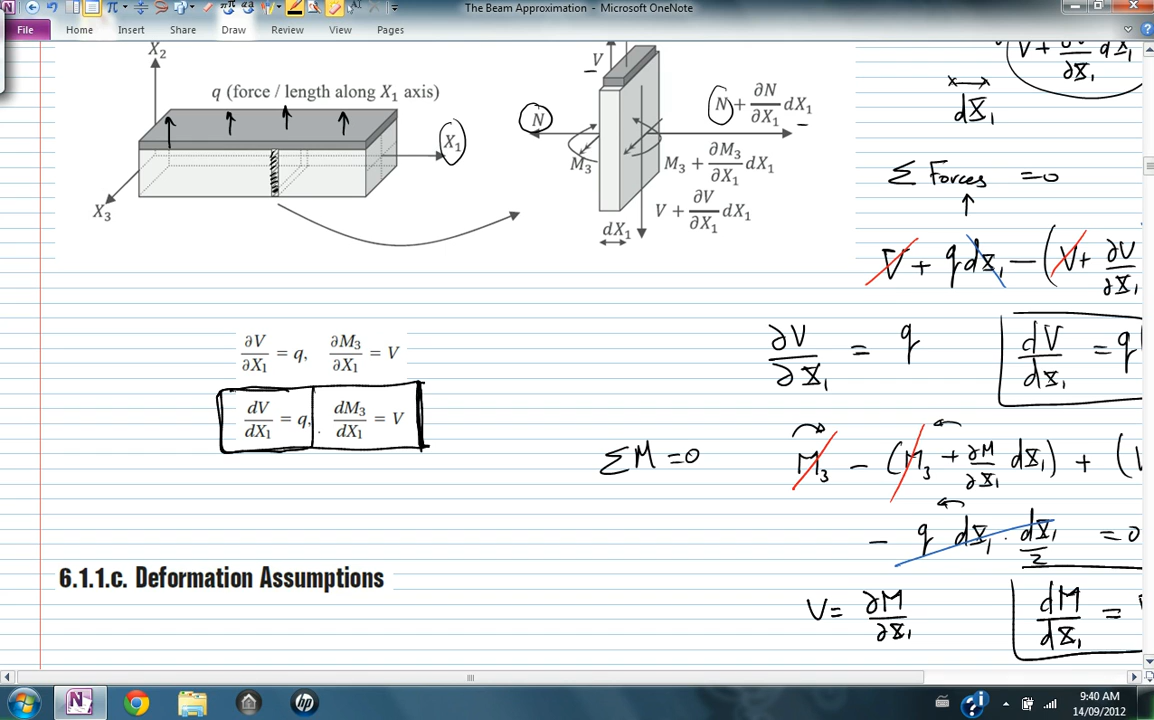 The Beam Approximation - Microsoft OneNote
File Home Insert Share Draw Review View Pages
X₂
q (force / length along X₁ axis)
X₁
X₃
V
N
N + ∂N/∂X₁ dX₁
M₃
M₃ + ∂M₃/∂X₁ dX₁
V + ∂V/∂X₁ dX₁
dX₁
dX₁
Σ Forces = 0
V + q dX₁ - (V + ∂V/∂X₁
∂V/∂X₁ = q
dV/dX₁ = q
∂V/∂X₁ = q, ∂M₃/∂X₁ = V
dV/dX₁ = q, dM₃/dX₁ = V
ΣM = 0
M₃ - (M₃ + ∂M/∂X₁ dX₁) + (
- q dX₁ · dX₁/2 = 0
V = ∂M/∂X₁
dM/dX₁ =
6.1.1.c. Deformation Assumptions
9:40 AM
14/09/2012